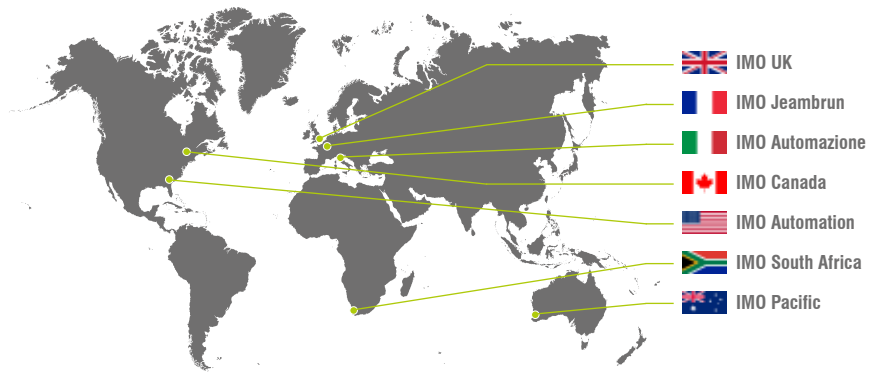 IMO UK
IMO Jeambrun
IMO Automazione
IMO Canada
IMO Automation
IMO South Africa
IMO Pacific